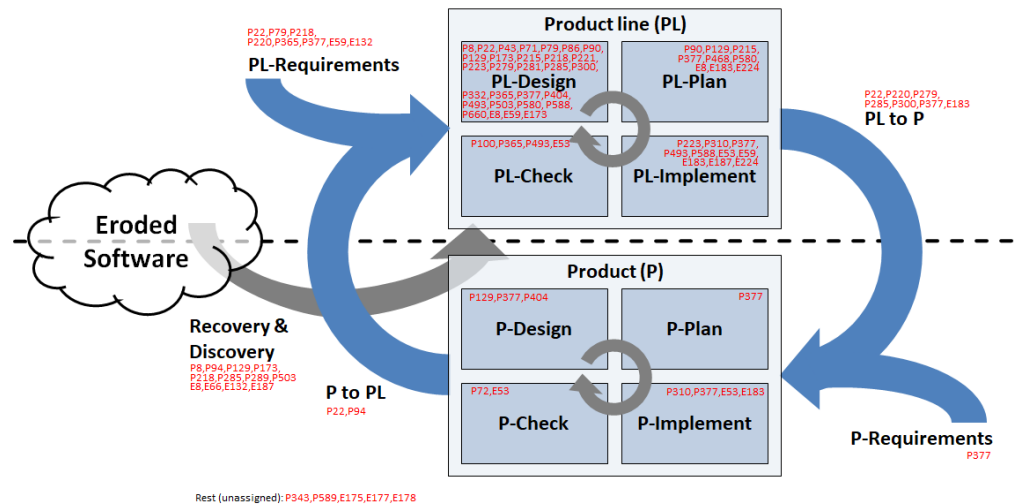 P22,P79,P218,
P220,P365,P377,E59,E132
PL-Requirements
Product line (PL)
P8,P22,P43,P71,P79,P86,P90,
P129,P173,P215,P218,P221,
P223,P279,P281,P285,P300,
PL-Design
P332,P365,P377,P404,
P493,P503,P580,P588,
P660,E8,E59,E173
P90,P129,P215,
P377,P468,P580,
E8,E183,E224
PL-Plan
P100,P365,P493,E53
PL-Check
P223,P310,P377,
P493,P588,E53,E59,
E183,E187,E224
PL-Implement
P22,P220,P279,
P285,P300,P377,E183
PL to P
Eroded
Software
Recovery &
Discovery
P8,P94,P129,P173,
P218,P285,P289,P503
E8,E66,E132,E187
P to PL
P22,P94
Product (P)
P129,P377,P404
P-Design
P377
P-Plan
P72,E53
P-Check
P310,P377,E53,E183
P-Implement
P-Requirements
P377
Rest (unassigned): P343,P589,E175,E177,E178